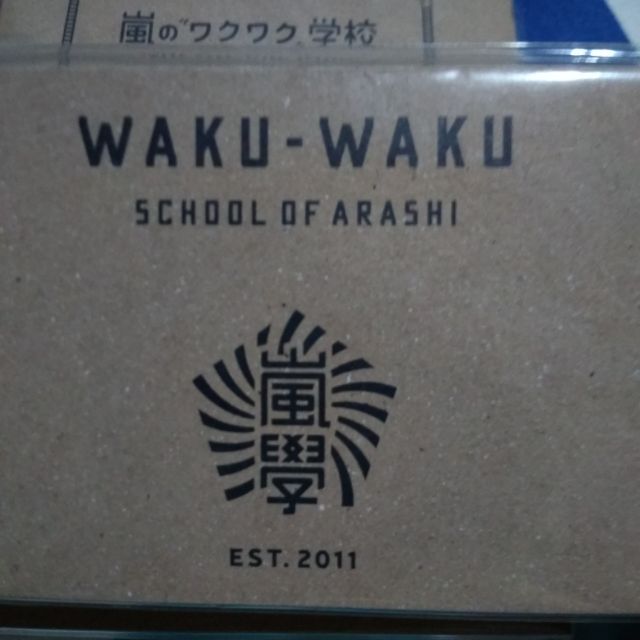 嵐の"ワクワク"学校
WAKU-WAKU
SCHOOL OF ARASHI
嵐
學
EST. 2011